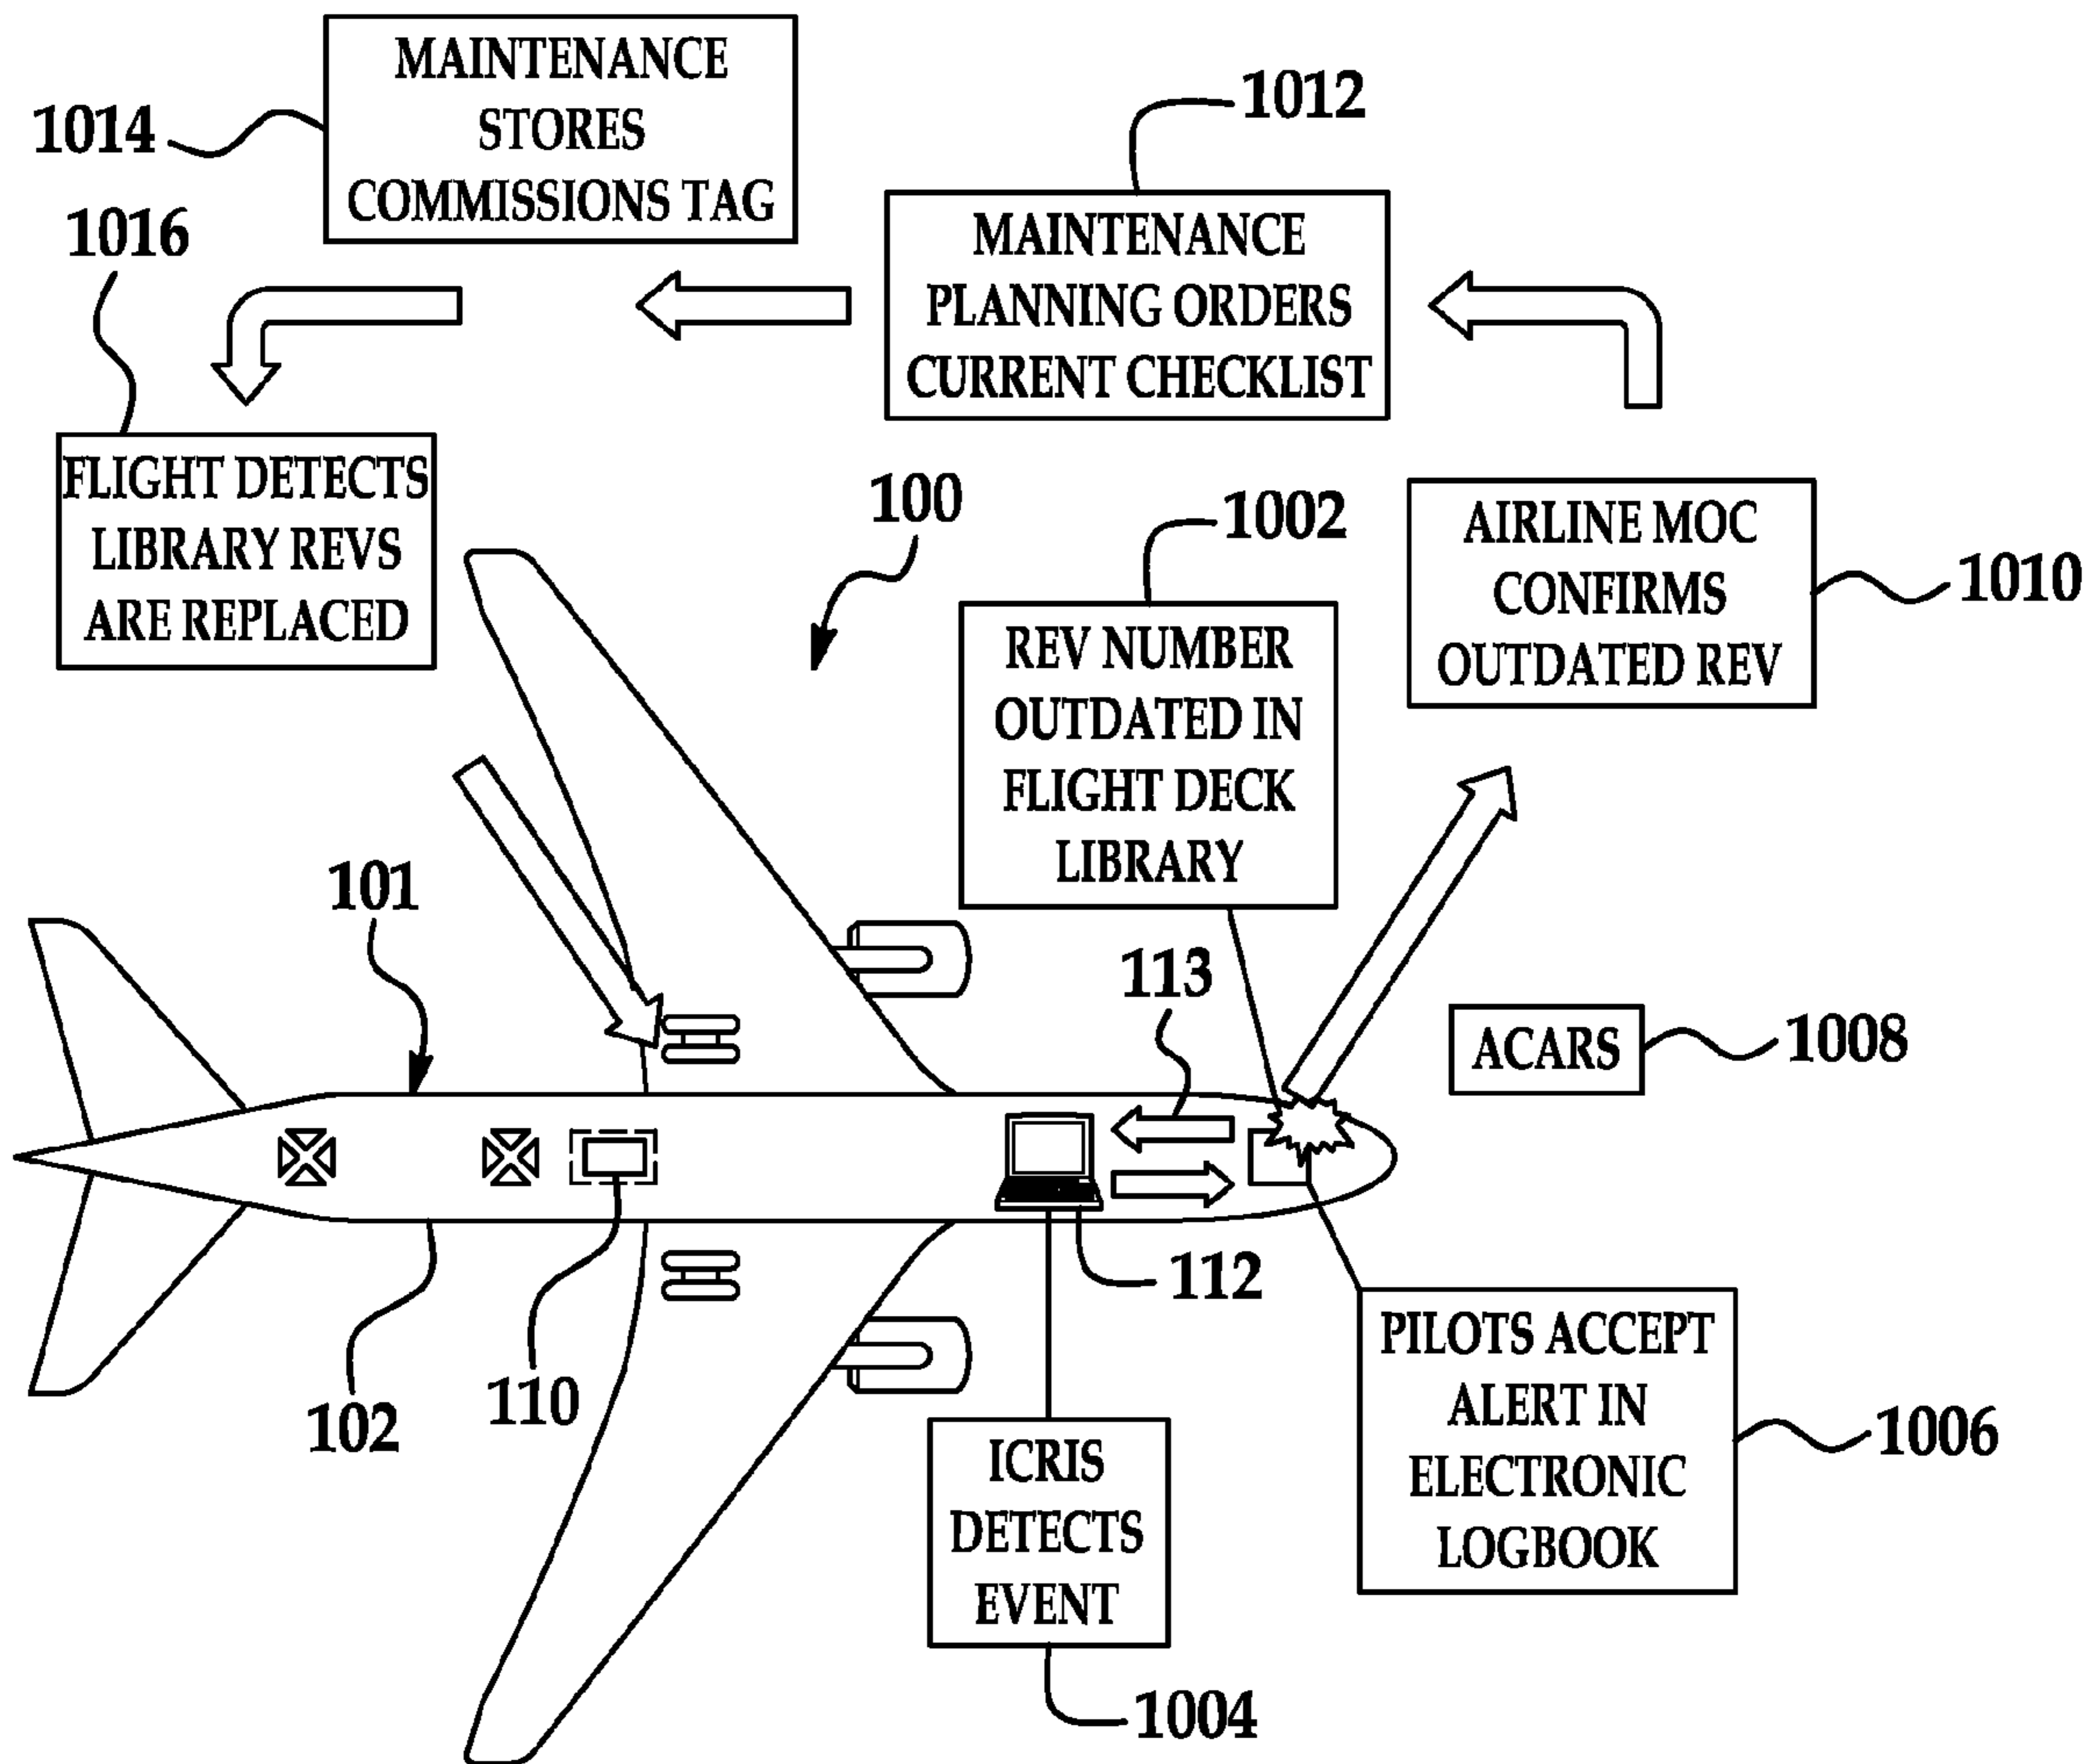 MAINTENANCE
STORES
COMMISSIONS TAG
1014
1012
MAINTENANCE
PLANNING ORDERS
CURRENT CHECKLIST
1016
FLIGHT DETECTS
LIBRARY REVS
ARE REPLACED
100
1002
REV NUMBER
OUTDATED IN
FLIGHT DECK
LIBRARY
AIRLINE MOC
CONFIRMS
OUTDATED REV
1010
101
113
ACARS
1008
102
110
112
PILOTS ACCEPT
ALERT IN
ELECTRONIC
LOGBOOK
1006
ICRIS
DETECTS
EVENT
1004